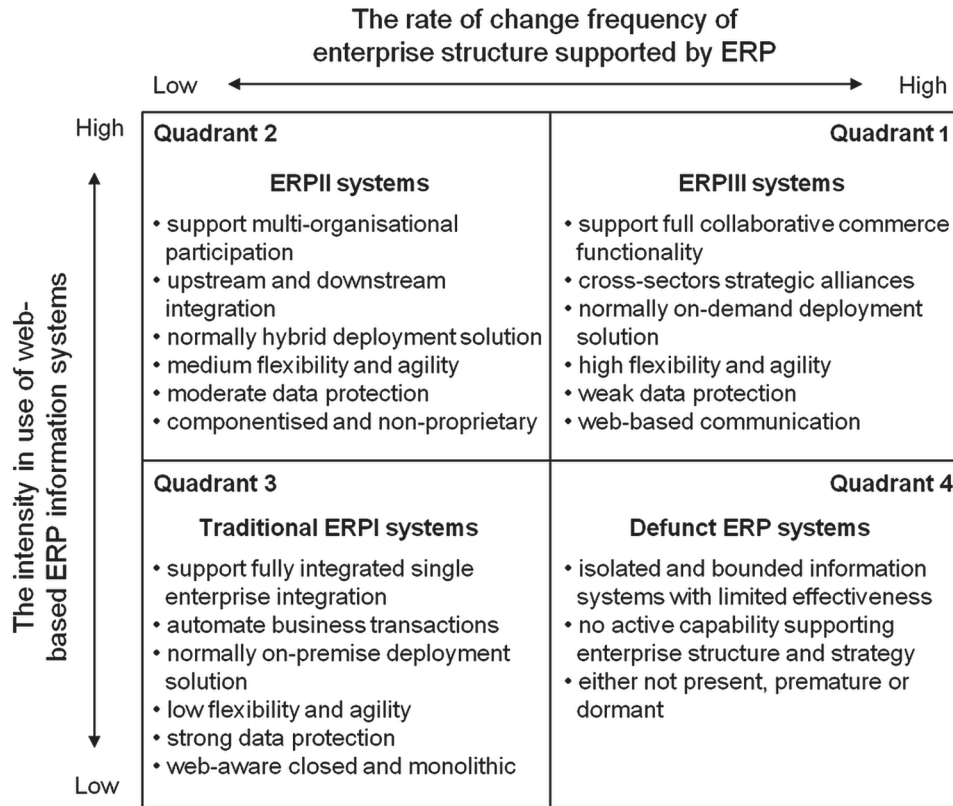 The rate of change frequency of
enterprise structure supported by ERP
Low
High
High
The intensity in use of web-
based ERP information systems
Low
Quadrant 2
ERPII systems
• support multi-organisational
participation
• upstream and downstream
integration
• normally hybrid deployment solution
• medium flexibility and agility
• moderate data protection
• componentised and non-proprietary
Quadrant 1
ERPIII systems
• support full collaborative commerce
functionality
• cross-sectors strategic alliances
• normally on-demand deployment
solution
• high flexibility and agility
• weak data protection
• web-based communication
Quadrant 3
Traditional ERPI systems
• support fully integrated single
enterprise integration
• automate business transactions
• normally on-premise deployment
solution
• low flexibility and agility
• strong data protection
• web-aware closed and monolithic
Quadrant 4
Defunct ERP systems
• isolated and bounded information
systems with limited effectiveness
• no active capability supporting
enterprise structure and strategy
• either not present, premature or
dormant